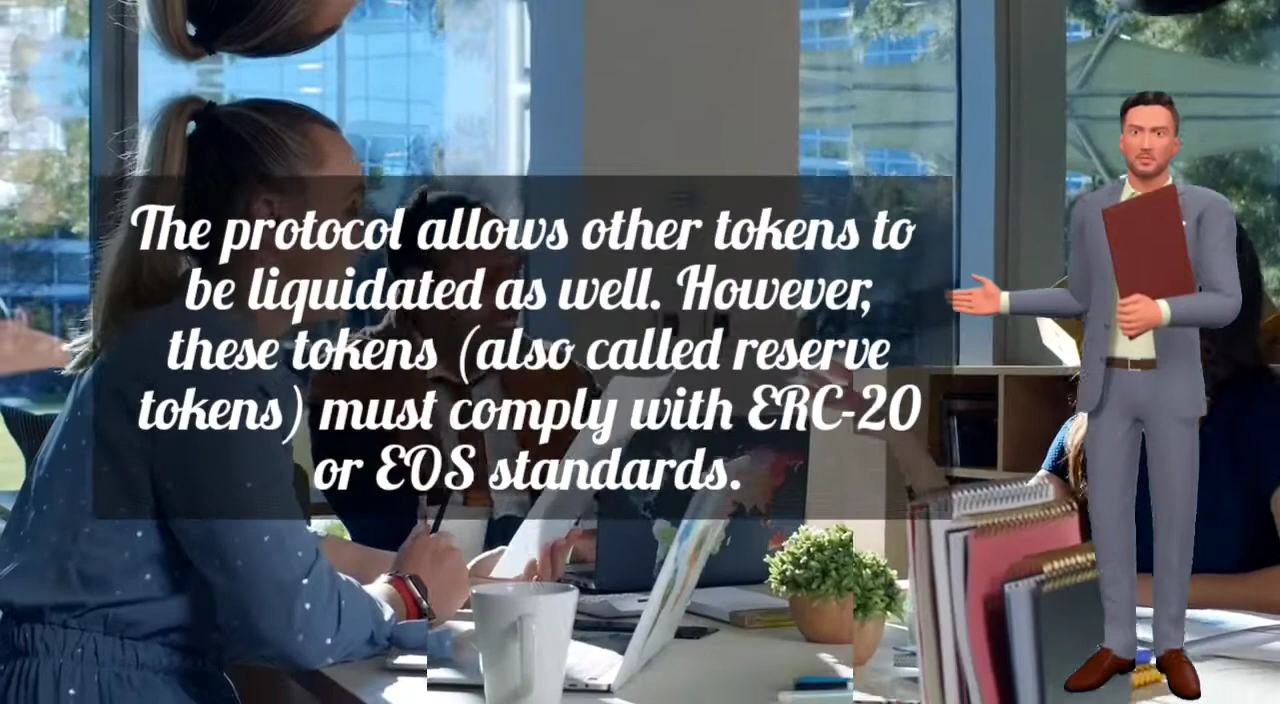 The protocol allows other tokens to
be liquidated as well. However,
these tokens (also called reserve
tokens) must comply with ERC-20
or EOS standards.